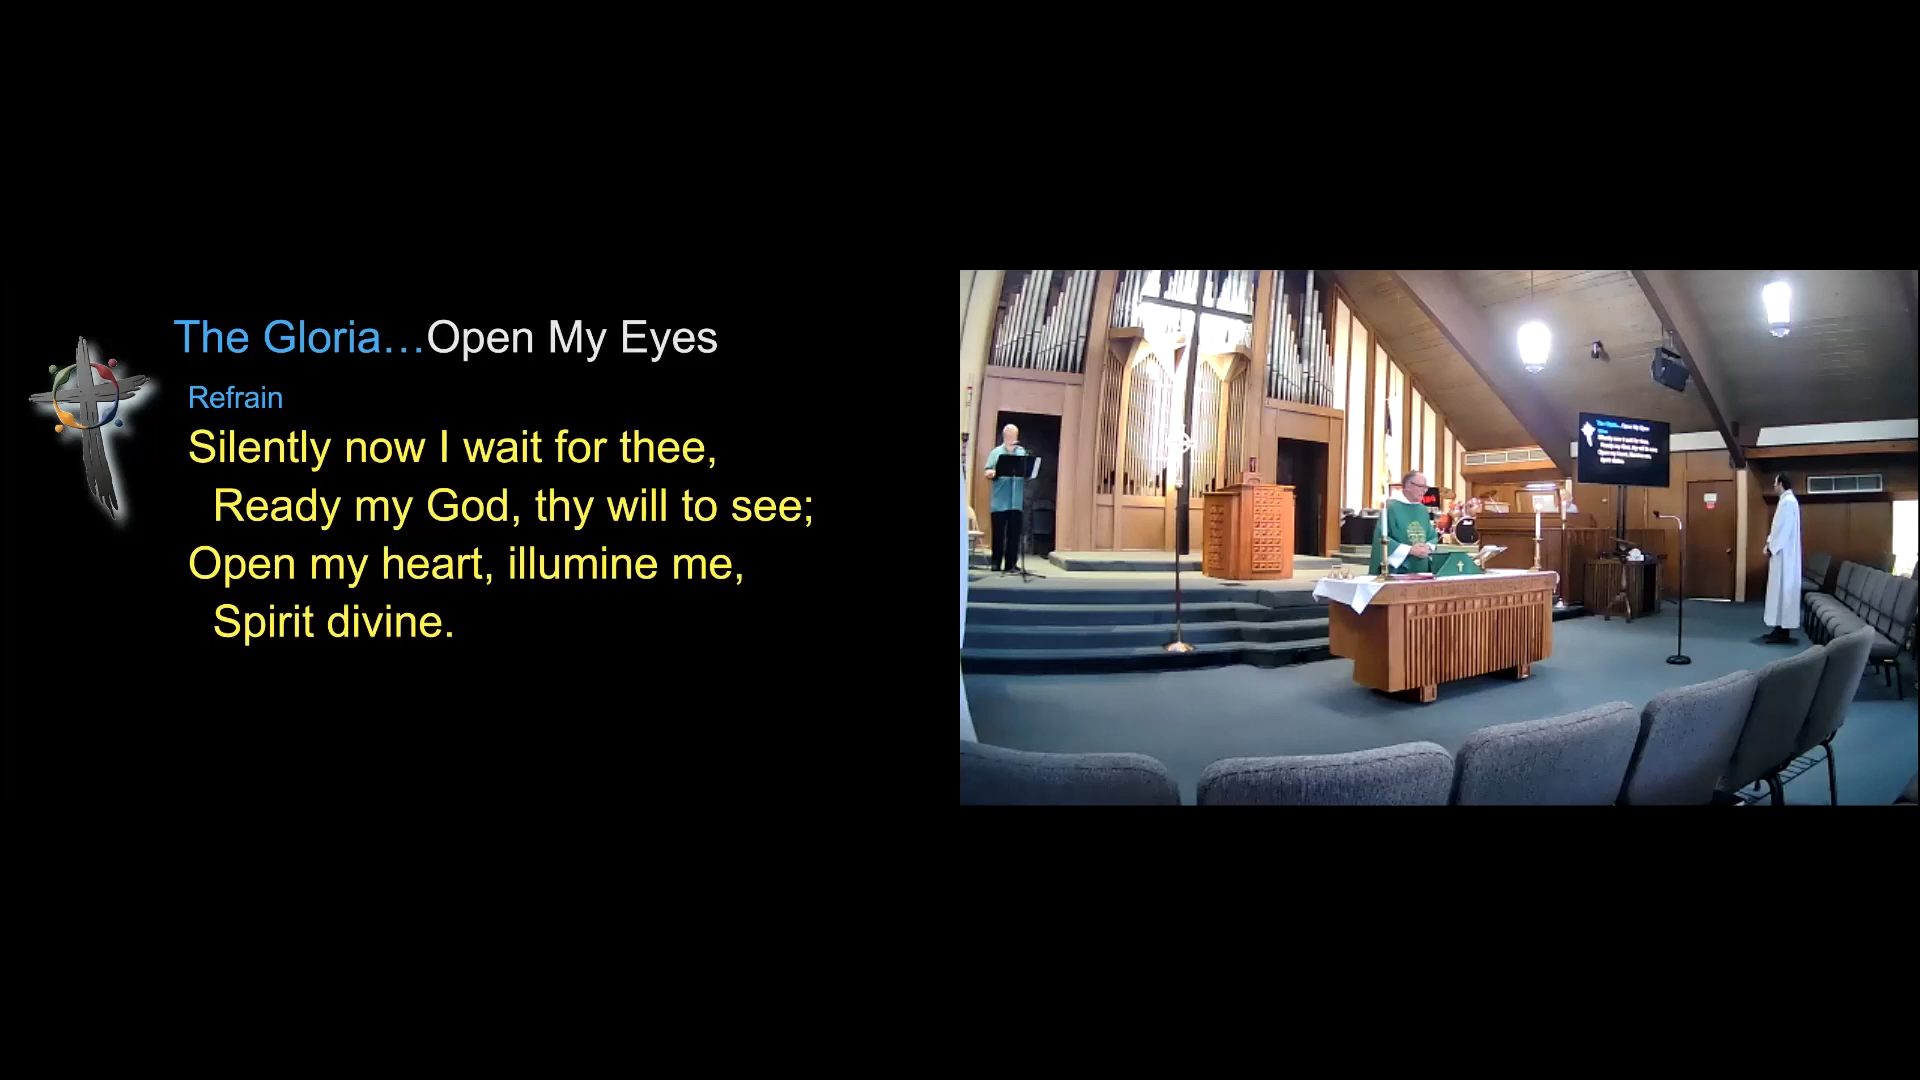 The Gloria…Open My Eyes
Refrain
Silently now I wait for thee,
Ready my God, thy will to see;
Open my heart, illumine me,
Spirit divine.